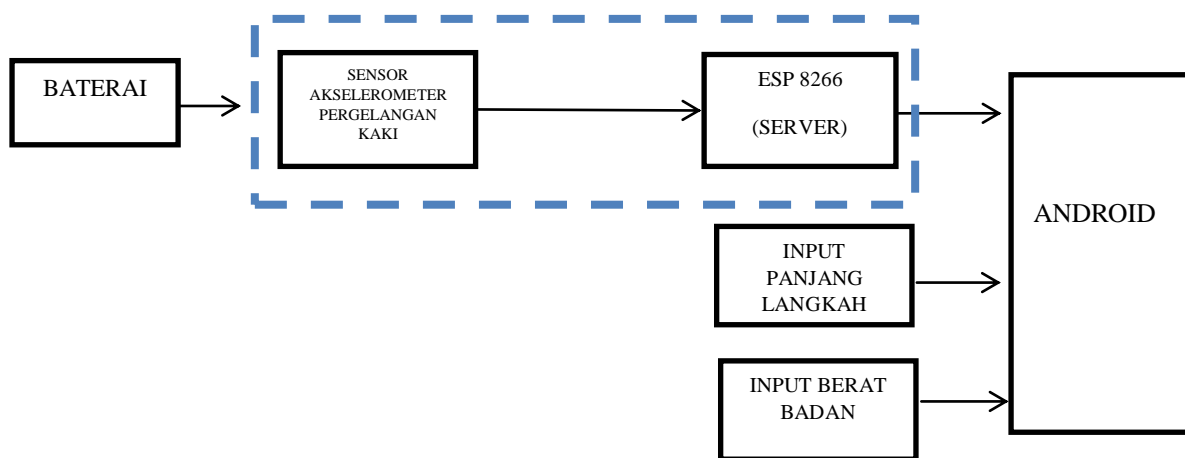 BATERAI
SENSOR
AKSELEROMETER
PERGELANGAN
KAKI
ESP 8266
(SERVER)
ANDROID
INPUT
PANJANG
LANGKAH
INPUT BERAT
BADAN